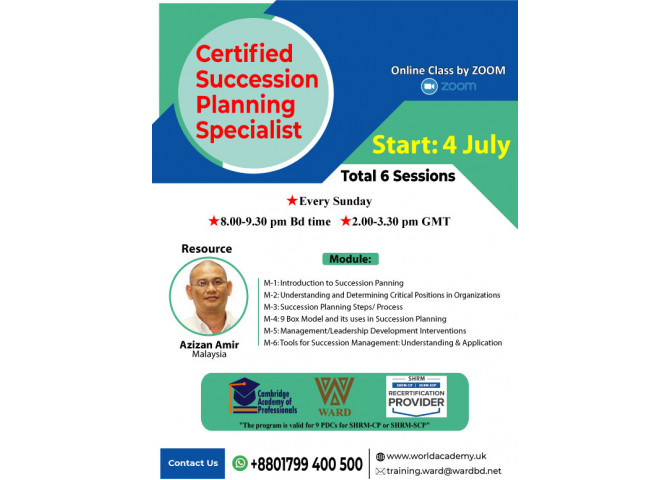 Certified
Succession
Planning
Specialist
Online Class by ZOOM
zoom
Start: 4 July
Total 6 Sessions
★Every Sunday
★8.00-9.30 pm Bd time ★2.00-3.30 pm GMT
Resource
Azizan Amir
Malaysia
Module:
M-1: Introduction to Succession Panning
M-2: Understanding and Determining Critical Positions in Organizations
M-3: Succession Planning Steps/ Process
M-4: 9 Box Model and its uses in Succession Planning
M-5: Management/Leadership Development Interventions
M-6: Tools for Succession Management: Understanding & Application
Cambridge
Academy of
Professionals
WARD
SHRM
SHRM-CP | SHRM-SCP
RECERTIFICATION
PROVIDER
"The program is valid for 9 PDCs for SHRM-CP or SHRM-SCP"
Contact Us
+8801799 400 500
www.worldacademy.uk
training.ward@wardbd.net